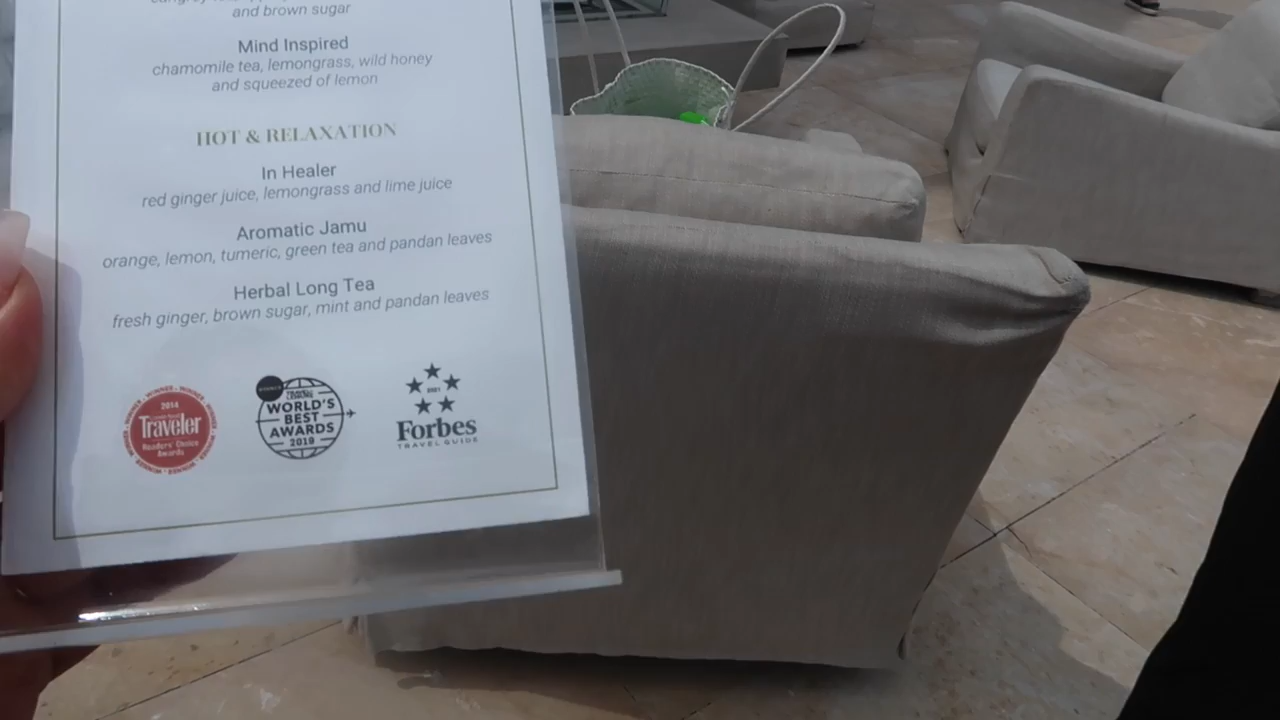 and brown sugar
Mind Inspired
chamomile tea, lemongrass, wild honey
and squeezed of lemon
HOT & RELAXATION
In Healer
red ginger juice, lemongrass and lime juice
Aromatic Jamu
orange, lemon, tumeric, green tea and pandan leaves
Herbal Long Tea
fresh ginger, brown sugar, mint and pandan leaves
WINNER · WINNER · WINNER
2014
Traveler
Readers' Choice
Awards
WORLD'S
BEST
AWARDS
2019
2021
Forbes
TRAVEL GUIDE